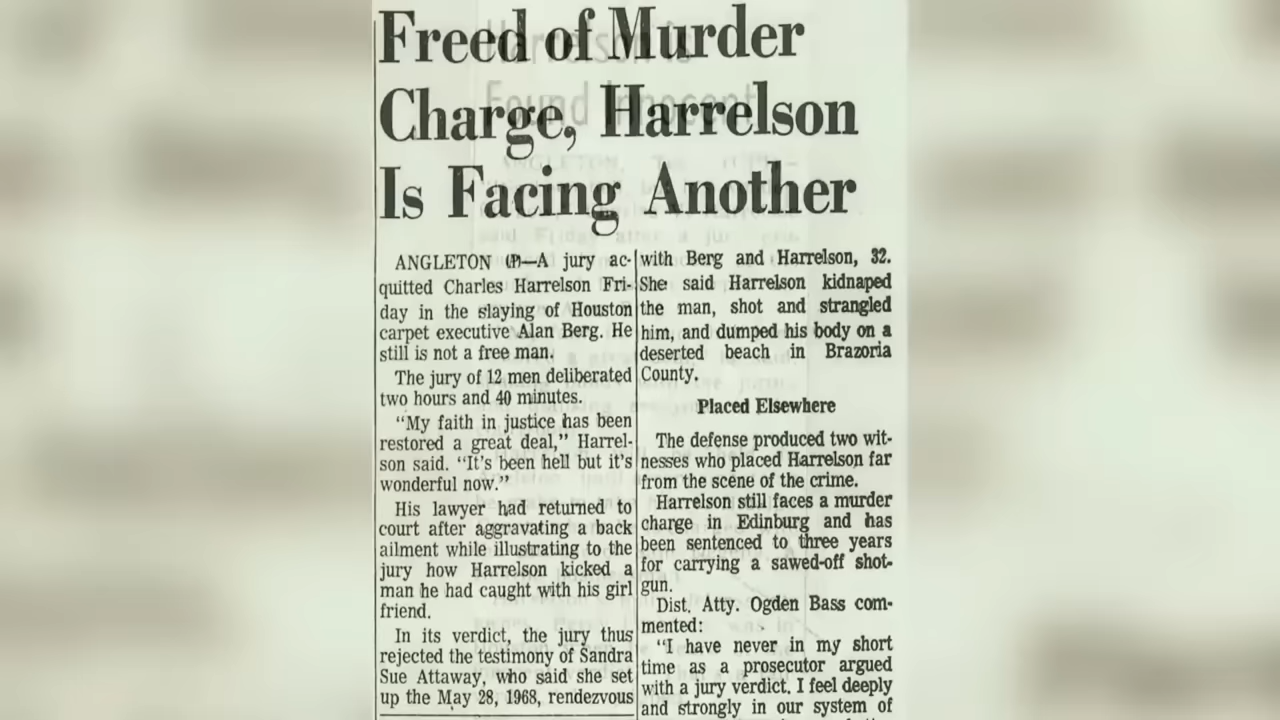 Freed of Murder
Charge, Harrelson
Is Facing Another
ANGLETON (AP)—A jury ac-
quitted Charles Harrelson Fri-
day in the slaying of Houston
carpet executive Alan Berg. He
still is not a free man.
The jury of 12 men deliberated
two hours and 40 minutes.
“My faith in justice has been
restored a great deal,” Harrel-
son said. “It's been hell but it's
wonderful now.”
His lawyer had returned to
court after aggravating a back
ailment while illustrating to the
jury how Harrelson kicked a
man he had caught with his girl
friend.
In its verdict, the jury thus
rejected the testimony of Sandra
Sue Attaway, who said she set
up the May 28, 1968, rendezvous
with Berg and Harrelson, 32.
She said Harrelson kidnaped
the man, shot and strangled
him, and dumped his body on a
deserted beach in Brazoria
County.
Placed Elsewhere
The defense produced two wit-
nesses who placed Harrelson far
from the scene of the crime.
Harrelson still faces a murder
charge in Edinburg and has
been sentenced to three years
for carrying a sawed-off shot-
gun.
Dist. Atty. Ogden Bass com-
mented:
“I have never in my short
time as a prosecutor argued
with a jury verdict. I feel deeply
and strongly in our system of
Harrelson Is
Found Innocent